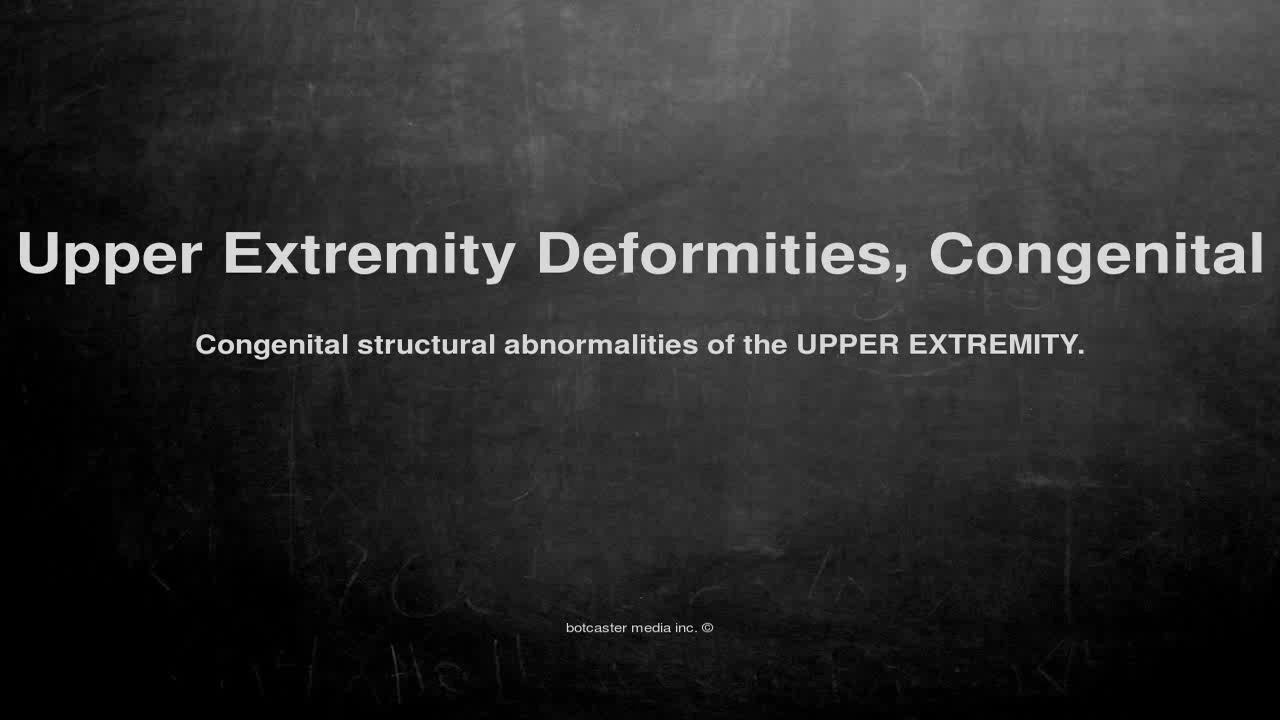 Upper Extremity Deformities, Congenital
Congenital structural abnormalities of the UPPER EXTREMITY.
botcaster media inc. ©